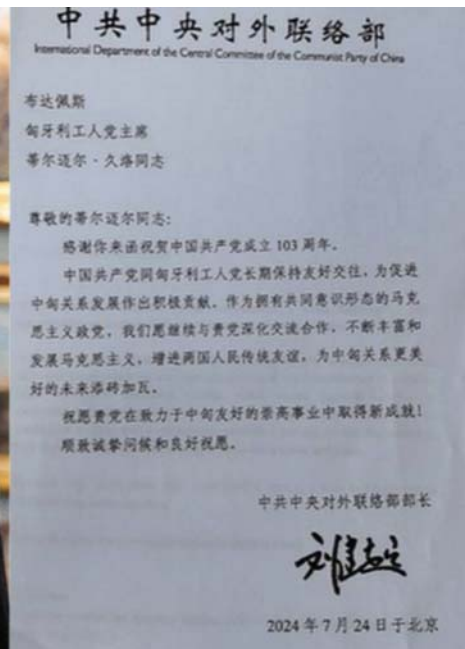 中共中央对外联络部
International Department of the Central Committee of the Communist Party of China
布达佩斯
匈牙利工人党主席
蒂尔迈尔·久洛同志
尊敬的蒂尔迈尔同志:
感谢你来函祝贺中国共产党成立 103 周年。
中国共产党同匈牙利工人党长期保持友好交往,为促进
中匈关系发展作出积极贡献。作为拥有共同意识形态的马克
思主义政党,我们愿继续与贵党深化交流合作,不断丰富和
发展马克思主义,增进两国人民传统友谊,为中匈关系更美
好的未来添砖加瓦。
祝愿贵党在致力于中匈友好的崇高事业中取得新成就!
顺致诚挚问候和良好祝愿。
中共中央对外联络部部长
刘建超
2024 年 7 月 24 日于北京